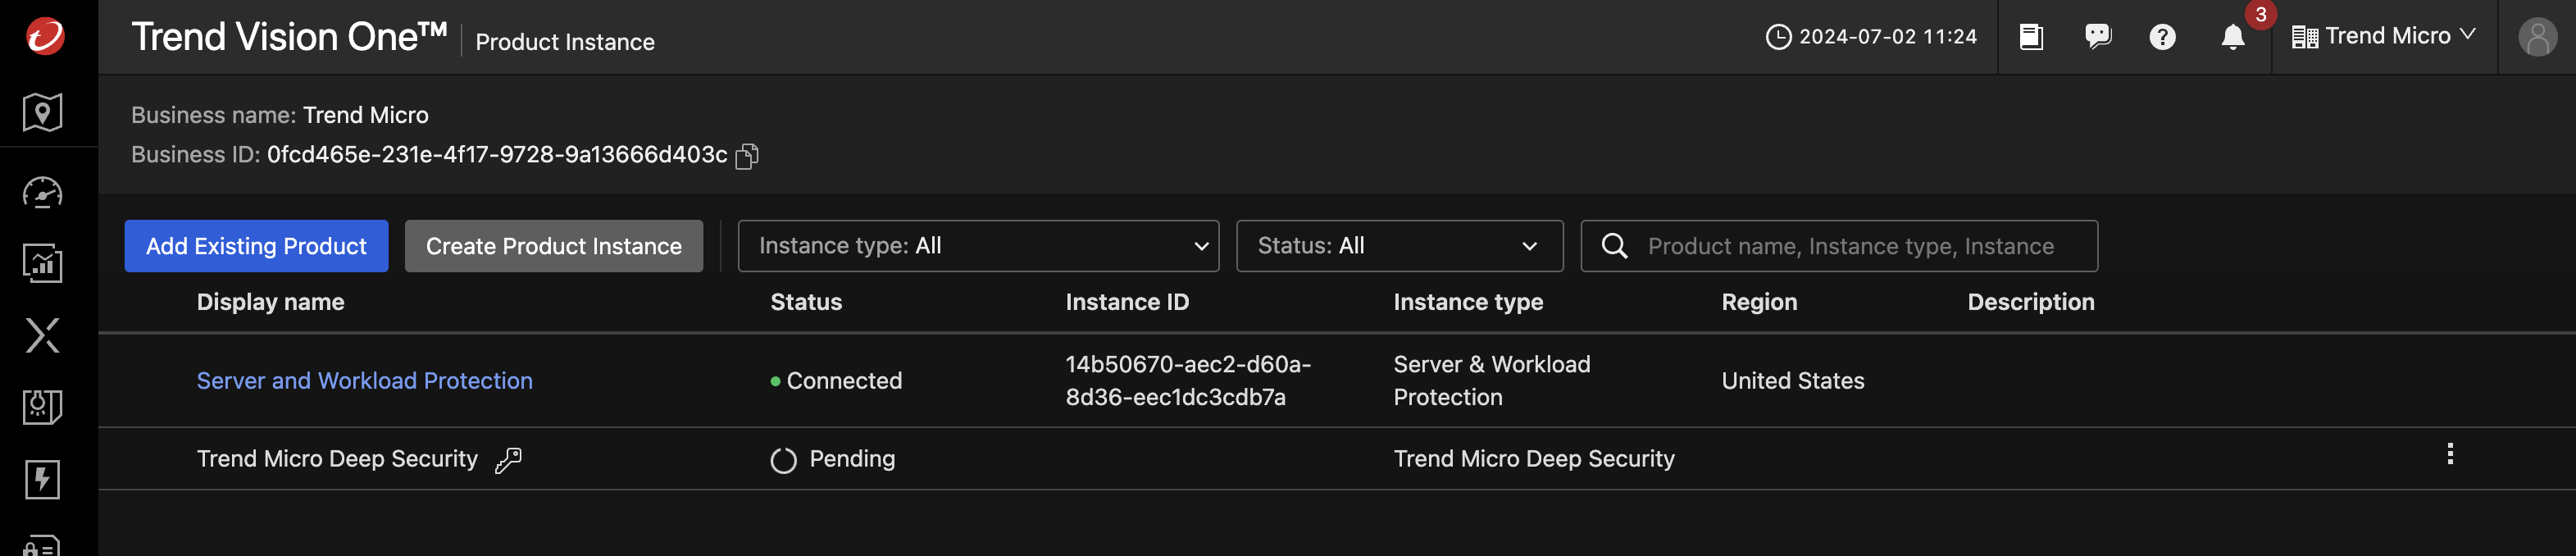 Trend Vision One™ Product Instance 2024-07-02 11:24 3 Trend Micro
Business name: Trend Micro
Business ID: 0fcd465e-231e-4f17-9728-9a13666d403c
Add Existing Product Create Product Instance Instance type: All Status: All Product name, Instance type, Instance
Display name Status Instance ID Instance type Region Description
Server and Workload Protection Connected 14b50670-aec2-d60a-8d36-eec1dc3cdb7a Server & Workload Protection United States
Trend Micro Deep Security Pending Trend Micro Deep Security